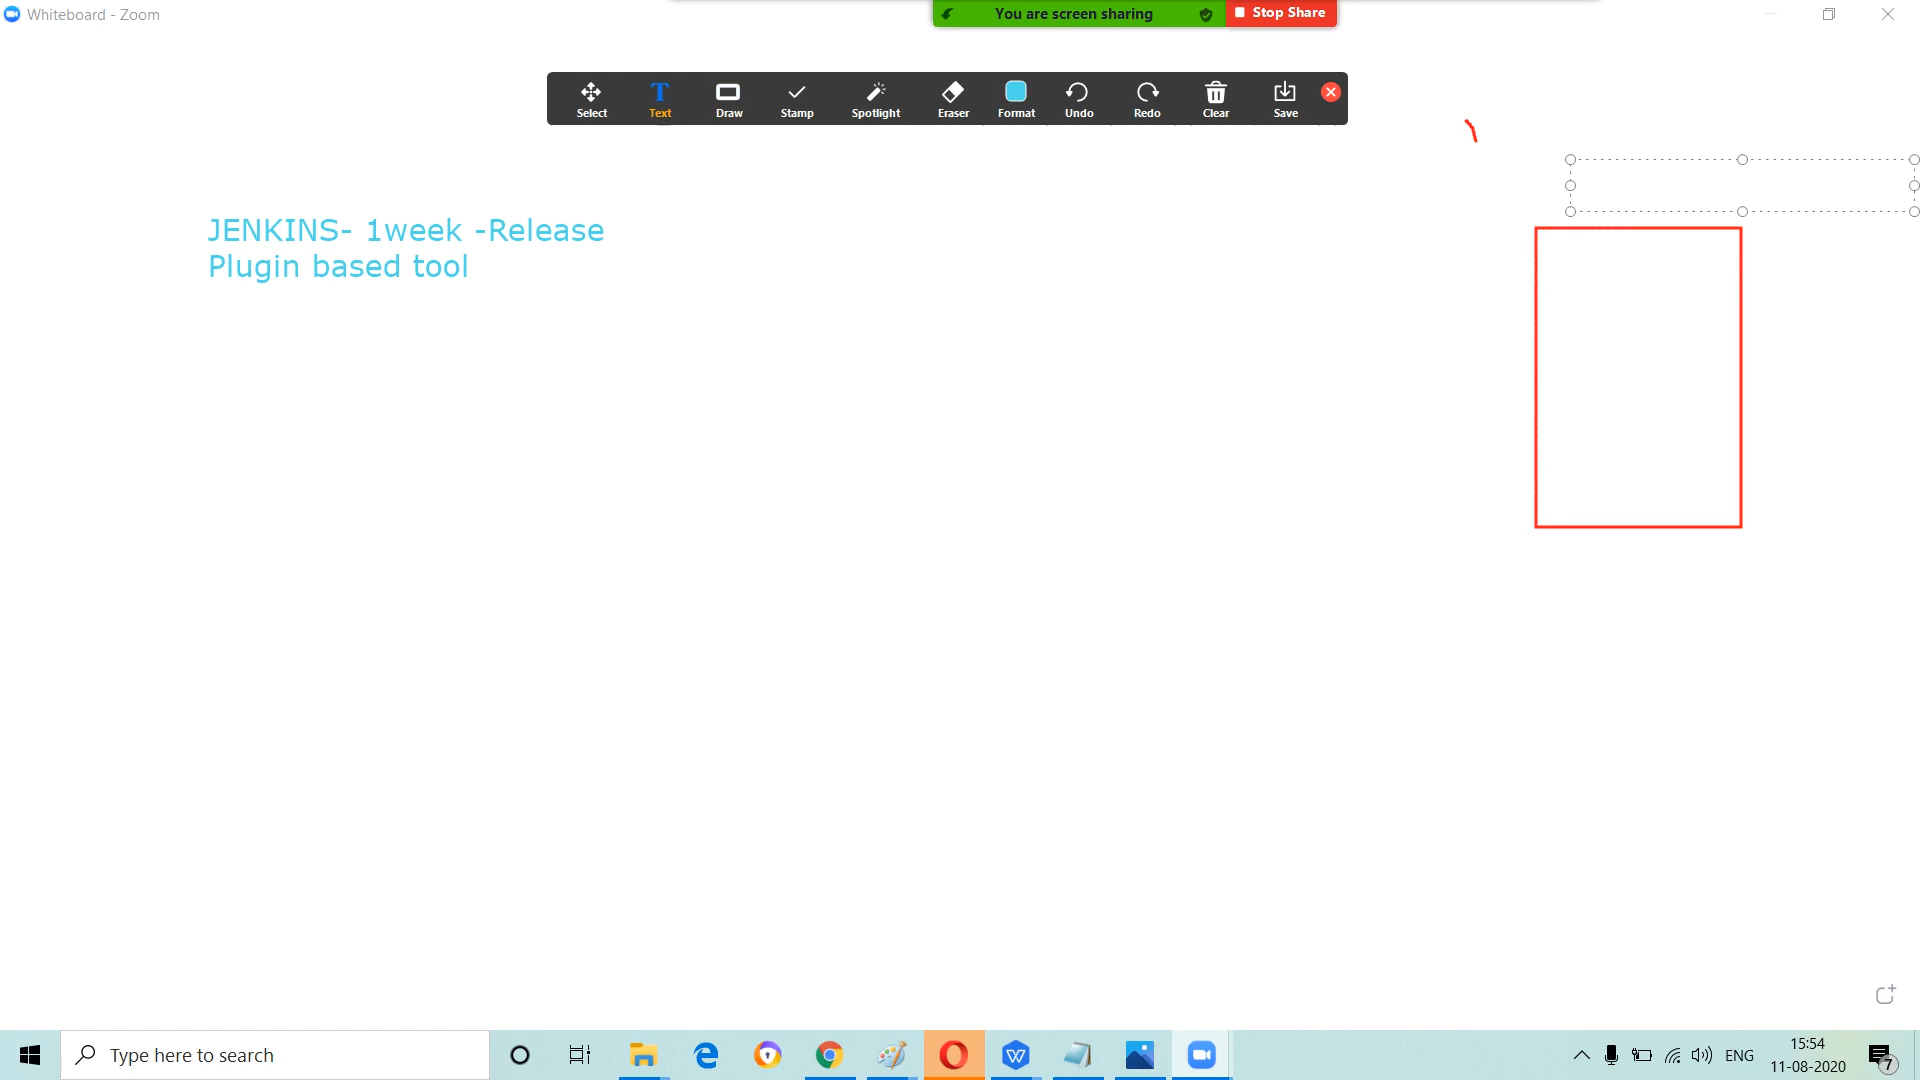 Whiteboard - Zoom
You are screen sharing
Stop Share
Select
Text
Draw
Stamp
Spotlight
Eraser
Format
Undo
Redo
Clear
Save
JENKINS- 1week -Release
Plugin based tool
Type here to search
ENG
15:54
11-08-2020
7